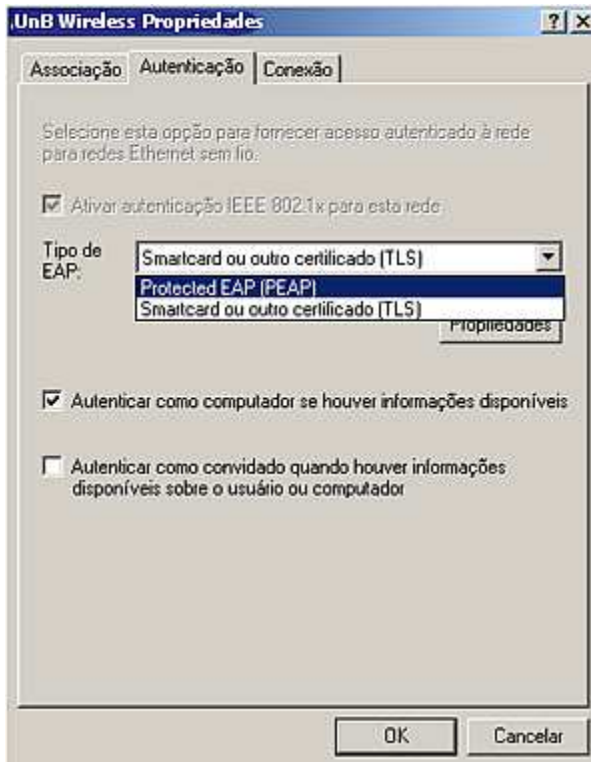 UnB Wireless Propriedades
Associação Autenticação Conexão
Selecione esta opção para fornecer acesso autenticado à rede
para redes Ethernet sem fio.
Ativar autenticação IEEE 802.1x para esta rede
Tipo de
EAP:
Smartcard ou outro certificado (TLS)
Protected EAP (PEAP)
Smartcard ou outro certificado (TLS)
Propriedades
Autenticar como computador se houver informações disponíveis
Autenticar como convidado quando houver informações
disponíveis sobre o usuário ou computador
OK Cancelar